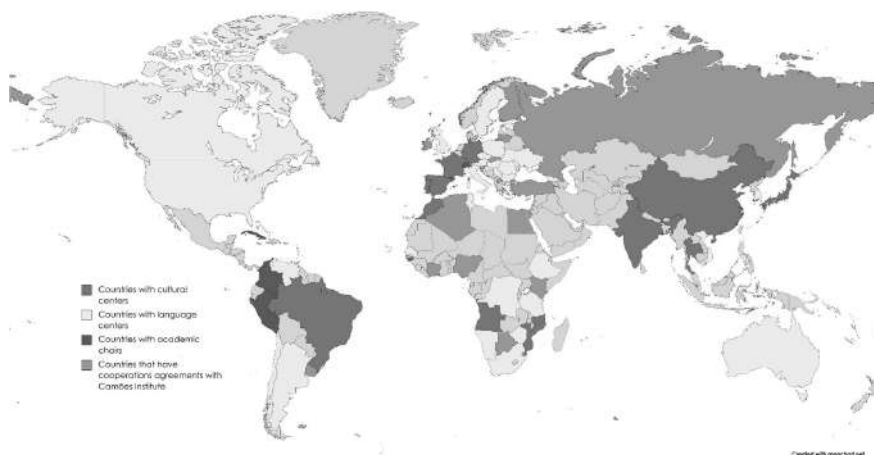 Countries with cultural
centers
Countries with language
centers
Countries with academic
chairs
Countries that have
cooperations agreements with
Camões Institute
Created with mapchart.net